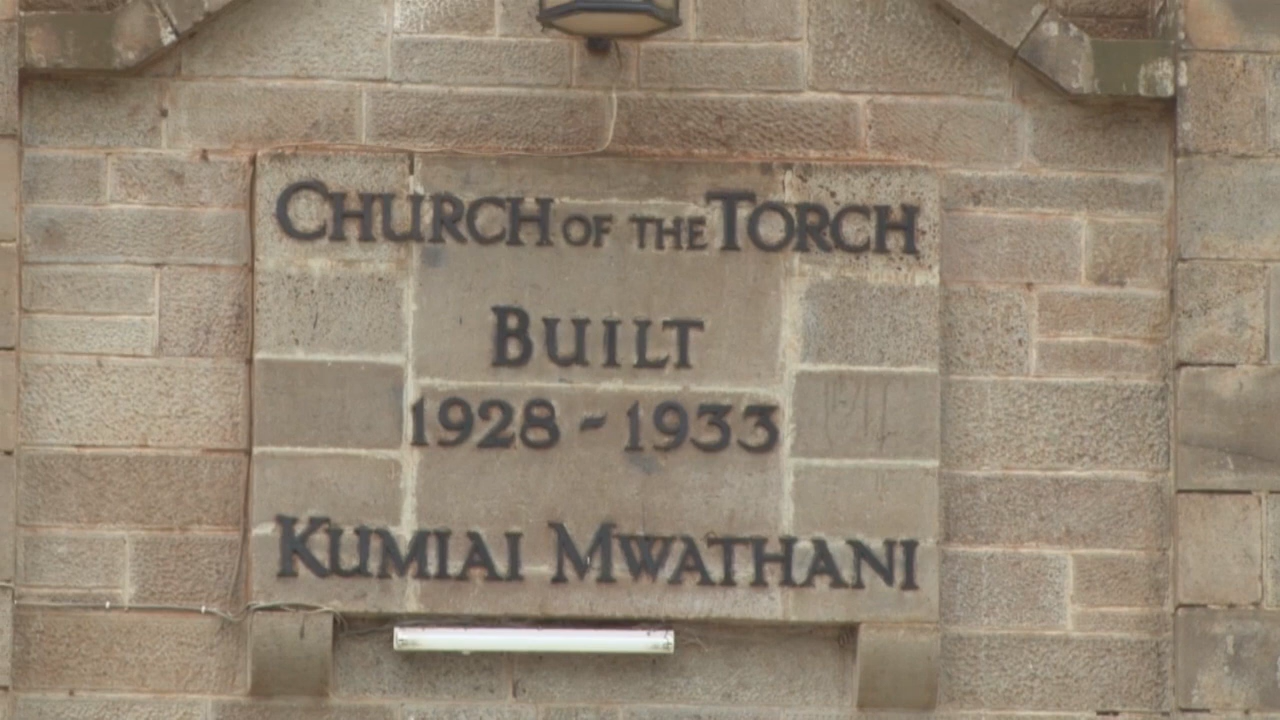 CHURCH OF THE TORCH
BUILT
1928 - 1933
KUMIAI MWATHANI